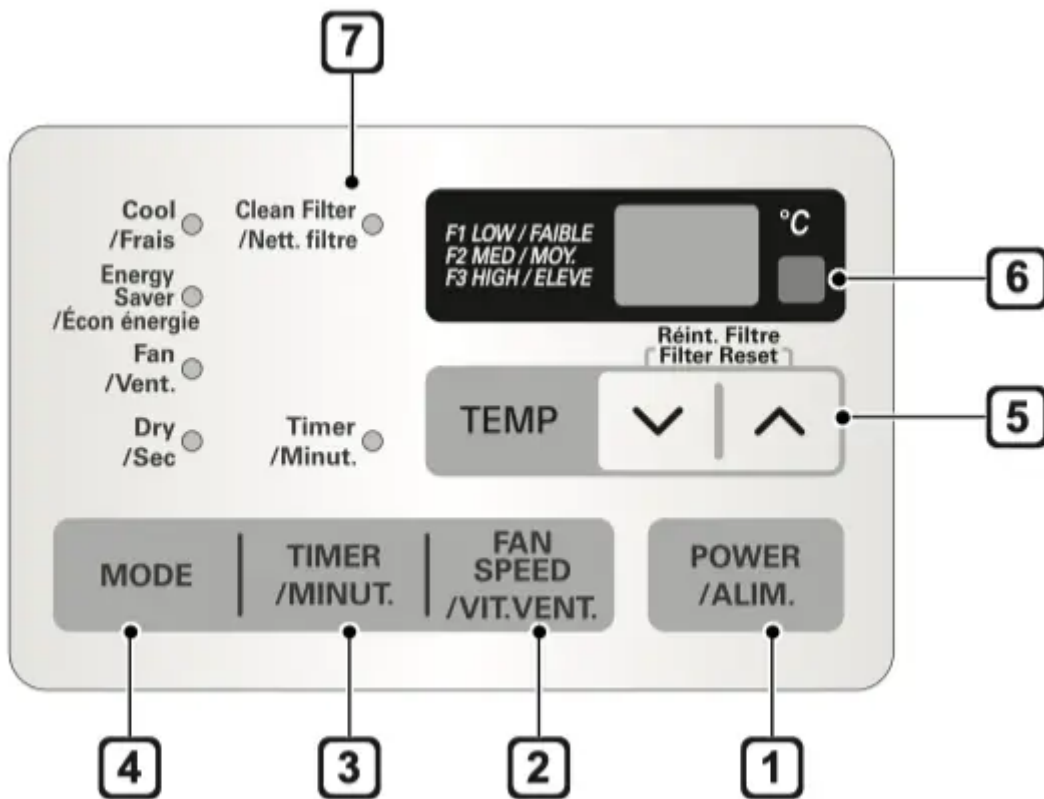 7
Cool
/Frais
Clean Filter
/Nett. filtre
Energy
Saver
/Écon énergie
Fan
/Vent.
Dry
/Sec
Timer
/Minut.
F1 LOW / FAIBLE
F2 MED / MOY.
F3 HIGH / ELEVE
°C
6
Réint. Filtre
Filter Reset
TEMP
5
MODE
TIMER
/MINUT.
FAN
SPEED
/VIT.VENT.
POWER
/ALIM.
4
3
2
1